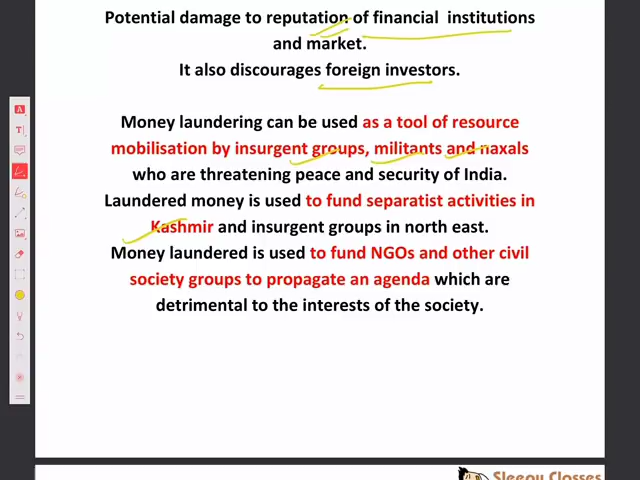 Potential damage to reputation of financial institutions
and market.
It also discourages foreign investors.
Money laundering can be used as a tool of resource
mobilisation by insurgent groups, militants and naxals
who are threatening peace and security of India.
Laundered money is used to fund separatist activities in
Kashmir and insurgent groups in north east.
Money laundered is used to fund NGOs and other civil
society groups to propagate an agenda which are
detrimental to the interests of the society.
Sleepy Classes